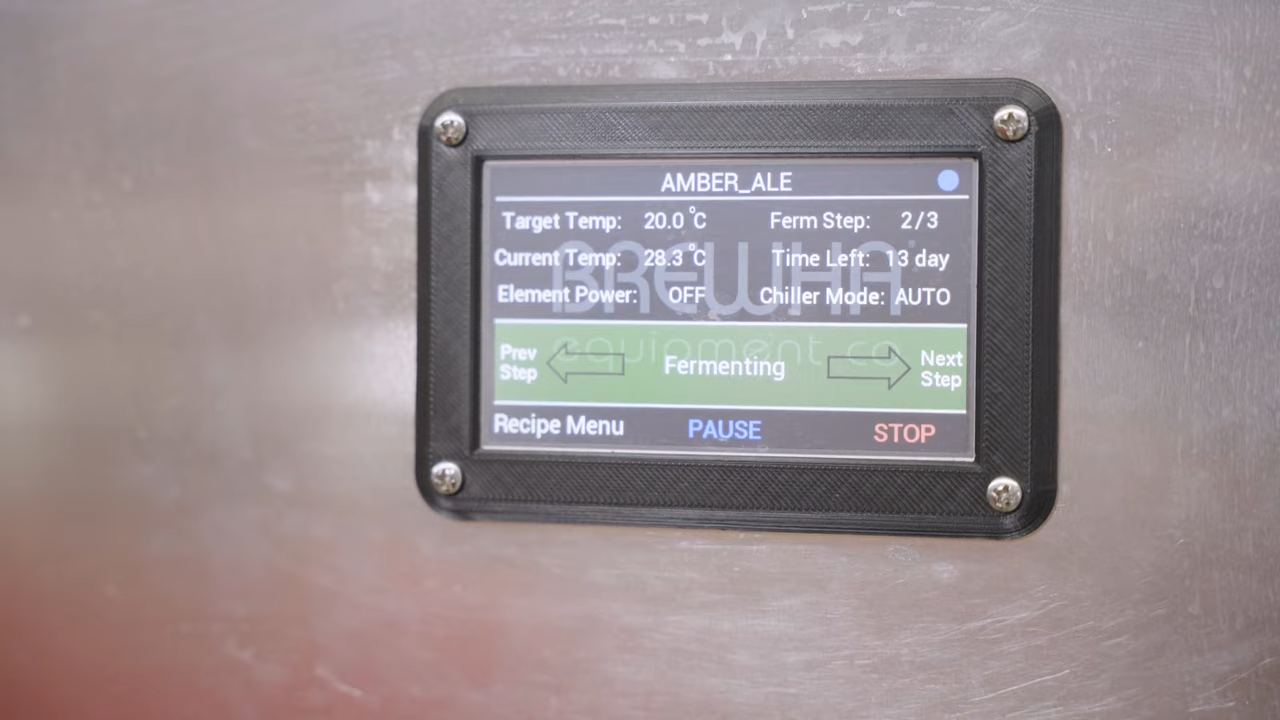 AMBER_ALE
Target Temp: 20.0 °C Ferm Step: 2/3
Current Temp: 28.3 °C Time Left: 13 day
Element Power: OFF Chiller Mode: AUTO
BREWHA
equipment co
Prev Step Fermenting Next Step
Recipe Menu PAUSE STOP